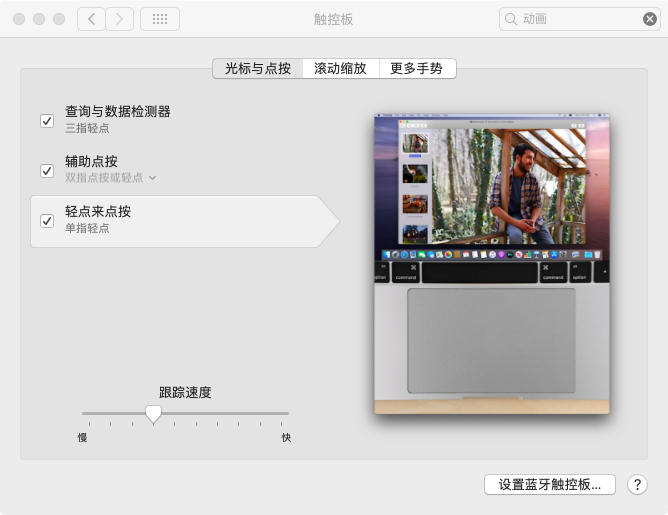 触控板
动画
光标与点按
滚动缩放
更多手势
查询与数据检测器
三指轻点
辅助点按
双指点按或轻点
轻点来点按
单指轻点
option
command
command
option
跟踪速度
慢
快
设置蓝牙触控板...
?